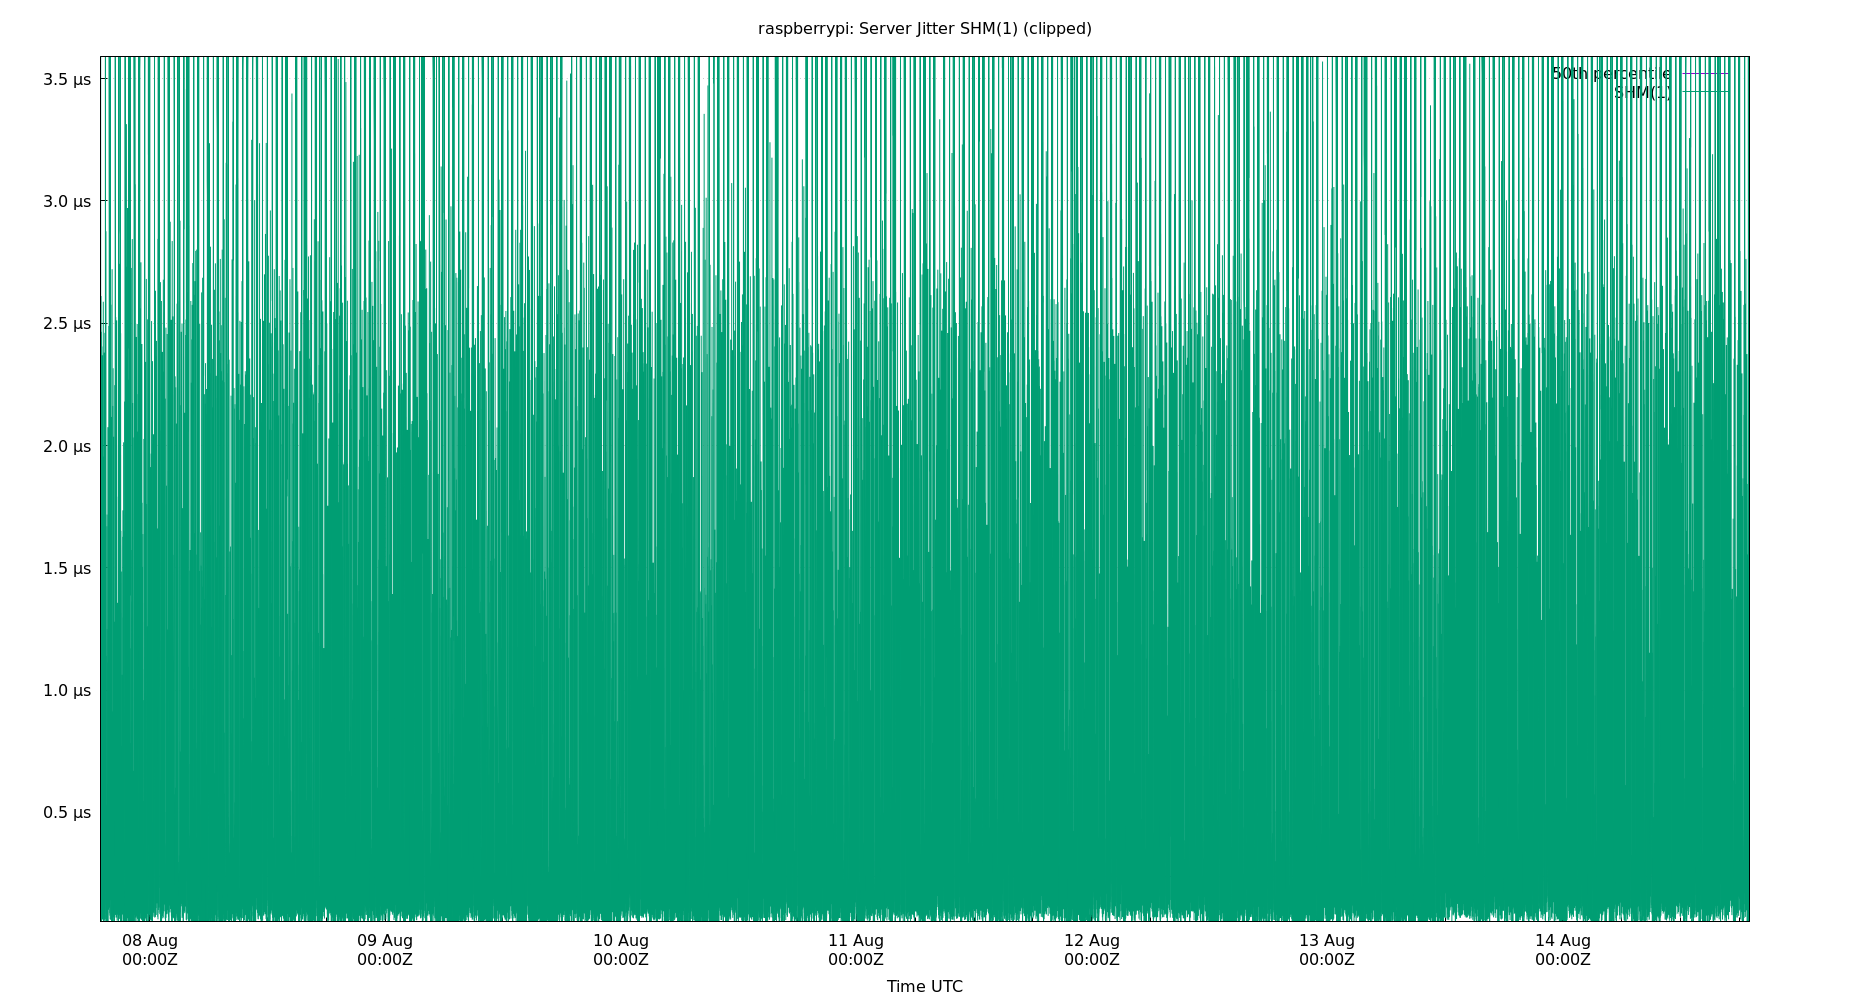 raspberrypi: Server Jitter SHM(1) (clipped)
3.5 µs
50th percentile
SHM(1)
3.0 µs
2.5 µs
2.0 µs
1.5 µs
1.0 µs
0.5 µs
08 Aug 09 Aug 10 Aug 11 Aug 12 Aug 13 Aug 14 Aug
00:00Z 00:00Z 00:00Z 00:00Z 00:00Z 00:00Z 00:00Z
Time UTC